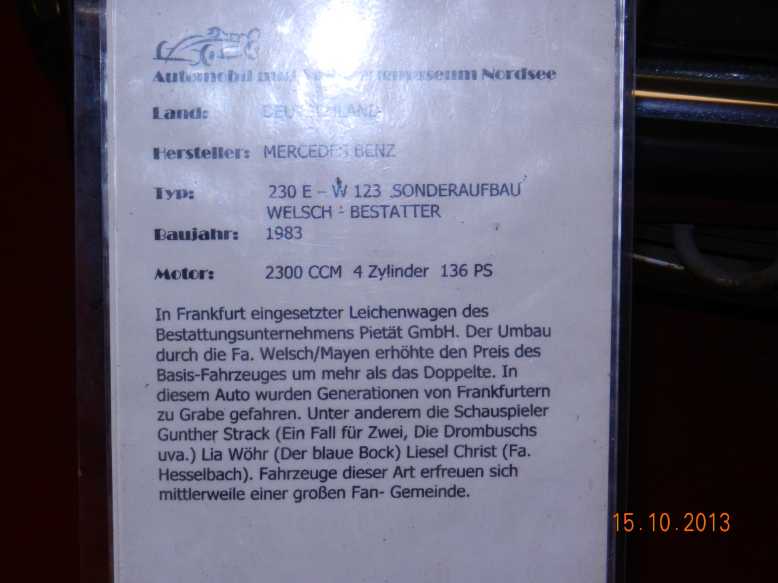 Automobil und museum Nordsee
Land: DEUTSCHLAND
Hersteller: MERCEDES BENZ
Typ: 230 E – W 123 SONDERAUFBAU
WELSCH - BESTATTER
Baujahr: 1983
Motor: 2300 CCM 4 Zylinder 136 PS
In Frankfurt eingesetzter Leichenwagen des
Bestattungsunternehmens Pietät GmbH. Der Umbau
durch die Fa. Welsch/Mayen erhöhte den Preis des
Basis-Fahrzeuges um mehr als das Doppelte. In
diesem Auto wurden Generationen von Frankfurtern
zu Grabe gefahren. Unter anderem die Schauspieler
Gunther Strack (Ein Fall für Zwei, Die Drombuschs
uva.) Lia Wöhr (Der blaue Bock) Liesel Christ (Fa.
Hesselbach). Fahrzeuge dieser Art erfreuen sich
mittlerweile einer großen Fan- Gemeinde.
15.10.2013